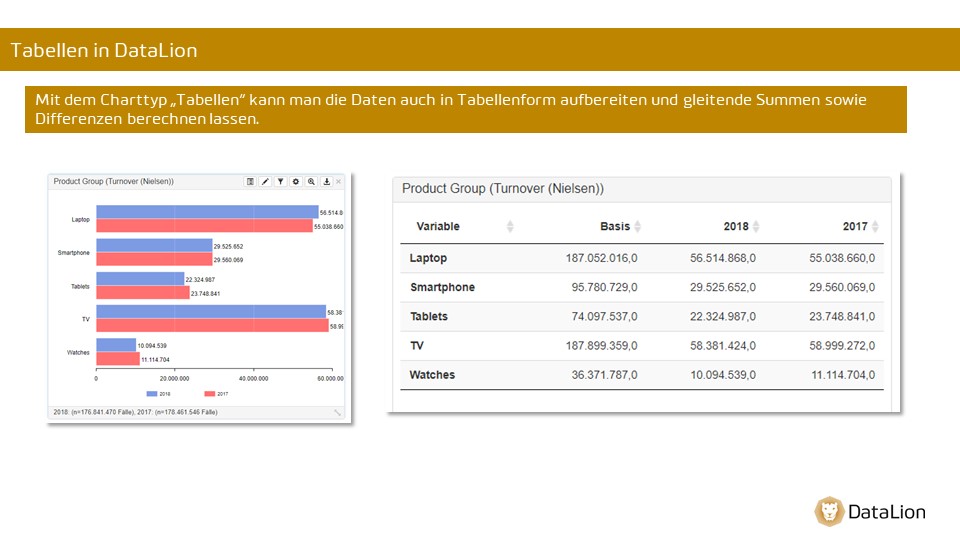 Tabellen in DataLion
Mit dem Charttyp „Tabellen“ kann man die Daten auch in Tabellenform aufbereiten und gleitende Summen sowie
Differenzen berechnen lassen.
Product Group (Turnover (Nielsen))
Laptop
56.514.8
55.038.660
Smartphone
29.525.652
29.560.069
Tablets
22.324.987
23.748.841
TV
58.38
58.99
Watches
10.094.539
11.114.704
0 20.000.000 40.000.000 60.000.00
2018 2017
2018: (n=176.841.470 Fälle), 2017: (n=178.461.546 Fälle)
Product Group (Turnover (Nielsen))
Variable Basis 2018 2017
Laptop 187.052.016,0 56.514.868,0 55.038.660,0
Smartphone 95.780.729,0 29.525.652,0 29.560.069,0
Tablets 74.097.537,0 22.324.987,0 23.748.841,0
TV 187.899.359,0 58.381.424,0 58.999.272,0
Watches 36.371.787,0 10.094.539,0 11.114.704,0
DataLion